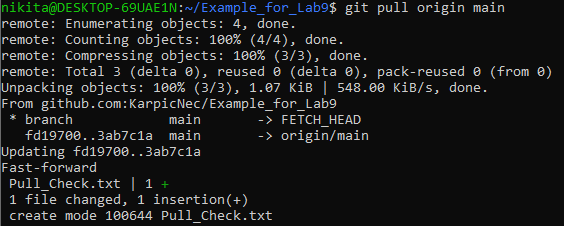 nikita@DESKTOP-69UAE1N:~/Example_for_Lab9$ git pull origin main
remote: Enumerating objects: 4, done.
remote: Counting objects: 100% (4/4), done.
remote: Compressing objects: 100% (3/3), done.
remote: Total 3 (delta 0), reused 0 (delta 0), pack-reused 0 (from 0)
Unpacking objects: 100% (3/3), 1.07 KiB | 548.00 KiB/s, done.
From github.com:KarpicNec/Example_for_Lab9
 * branch            main       -> FETCH_HEAD
   fd19700..3ab7c1a  main       -> origin/main
Updating fd19700..3ab7c1a
Fast-forward
 Pull_Check.txt | 1 +
 1 file changed, 1 insertion(+)
 create mode 100644 Pull_Check.txt